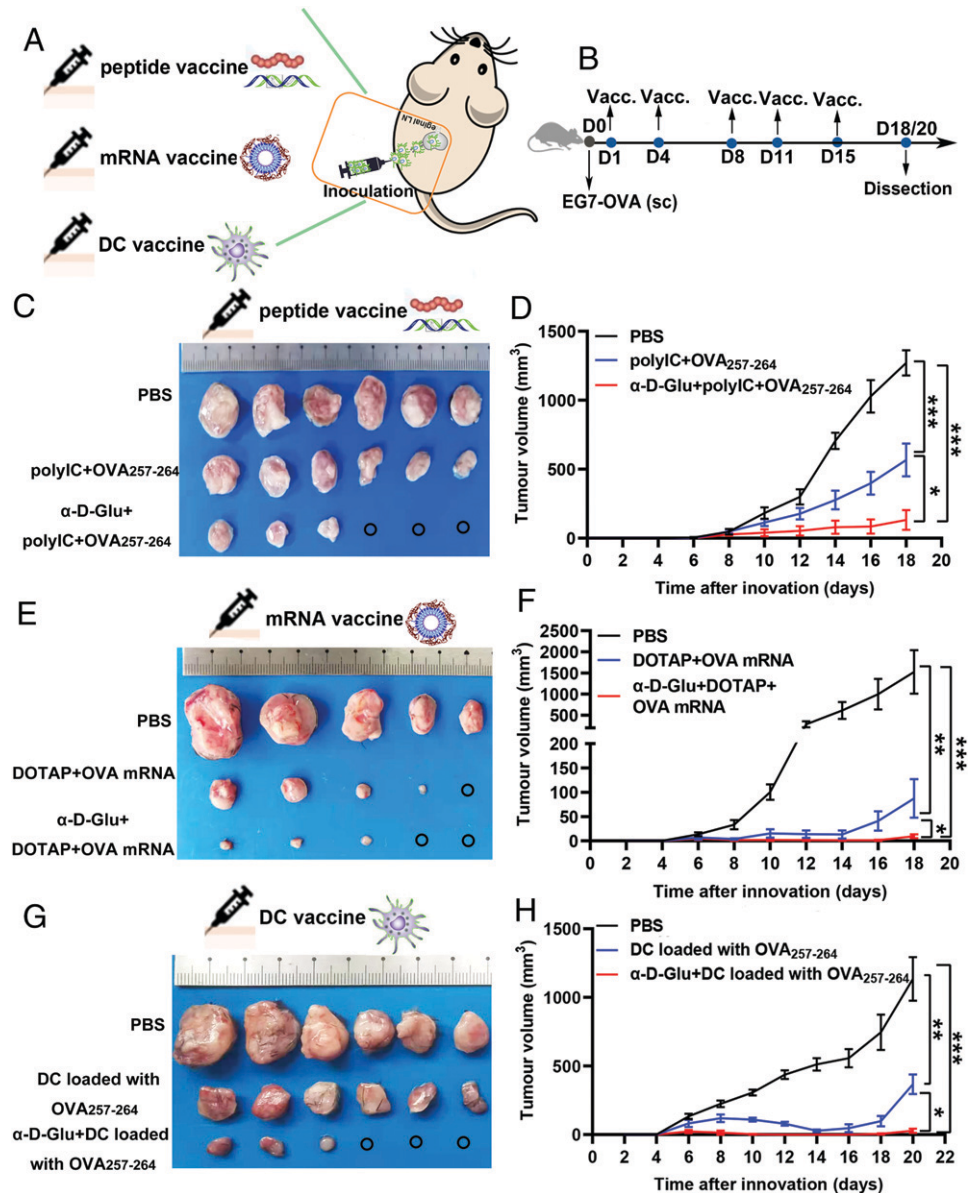 A
peptide vaccine
mRNA vaccine
DC vaccine
Inoculation
eginal LN
B
Vacc. Vacc. Vacc. Vacc. Vacc.
D0 D18/20
D1 D4 D8 D11 D15
EG7-OVA (sc)
Dissection
C
peptide vaccine
PBS
polyIC+OVA257-264
α-D-Glu+
polyIC+OVA257-264
D
Tumour volume (mm3)
1500
1000
500
0
PBS
polyIC+OVA257-264
α-D-Glu+polyIC+OVA257-264
***
*
***
0 2 4 6 8 10 12 14 16 18 20
Time after inovation (days)
E
mRNA vaccine
PBS
DOTAP+OVA mRNA
α-D-Glu+
DOTAP+OVA mRNA
F
Tumour volume (mm3)
2500
2000
1500
1000
500
200
150
100
50
0
PBS
DOTAP+OVA mRNA
α-D-Glu+DOTAP+
OVA mRNA
**
*
***
0 2 4 6 8 10 12 14 16 18 20
Time after innovation (days)
G
DC vaccine
PBS
DC loaded with
OVA257-264
α-D-Glu+DC loaded
with OVA257-264
H
Tumour volume (mm3)
1500
1000
500
0
PBS
DC loaded with OVA257-264
α-D-Glu+DC loaded with OVA257-264
**
*
***
0 2 4 6 8 10 12 14 16 18 20 22
Time after innovation (days)